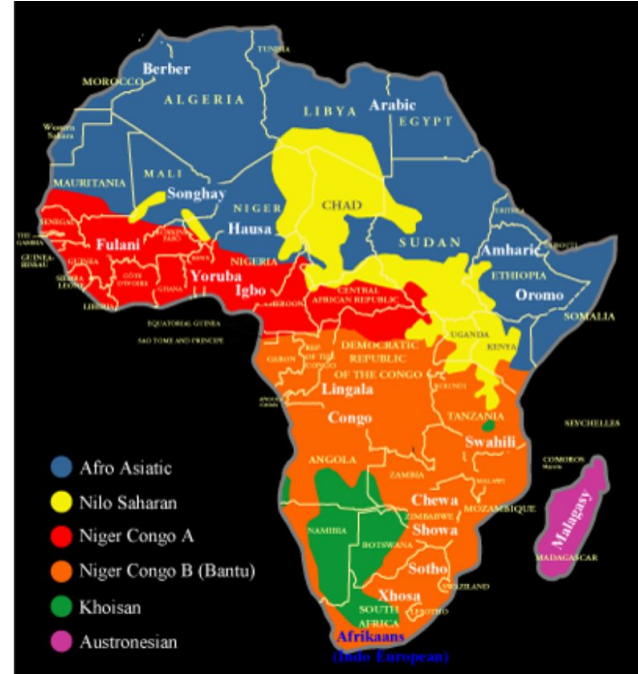 TUNISIA
Berber
MOROCCO
ALGERIA
LIBYA
Arabic
EGYPT
Western
Sahara
MALI
MAURITANIA
Songhay
NIGER
CHAD
Hausa
SUDAN
ERITREA
SENEGAL
THE
GAMBIA
Fulani
BURKINA
FASO
GUINEA-
BISSAU
GUINEA
NIGERIA
Amharic
ETHIOPIA
SIERRA
LEONE
CÔTE
D'IVOIRE
GHANA
Yoruba
Igbo
CENTRAL
AFRICAN REPUBLIC
Oromo
LIBERIA
SOMALIA
EQUATORIAL GUINEA
SAO TOME AND PRINCIPE
UGANDA
KENYA
DEMOCRATIC
REPUBLIC
OF THE CONGO
GABON
REP.
OF THE
CONGO
BURUNDI
Lingala
Congo
TANZANIA
SEYCHELLES
Swahili
COMOROS
ANGOLA
ZAMBIA
MALAWI
Chewa
MOZAMBIQUE
ZIMBABWE
Showa
NAMIBIA
BOTSWANA
Malagasy
MADAGASCAR
Sotho
SWAZILAND
Xhosa
LESOTHO
SOUTH
AFRICA
Afrikaans
(Indo European)
Afro Asiatic
Nilo Saharan
Niger Congo A
Niger Congo B (Bantu)
Khoisan
Austronesian